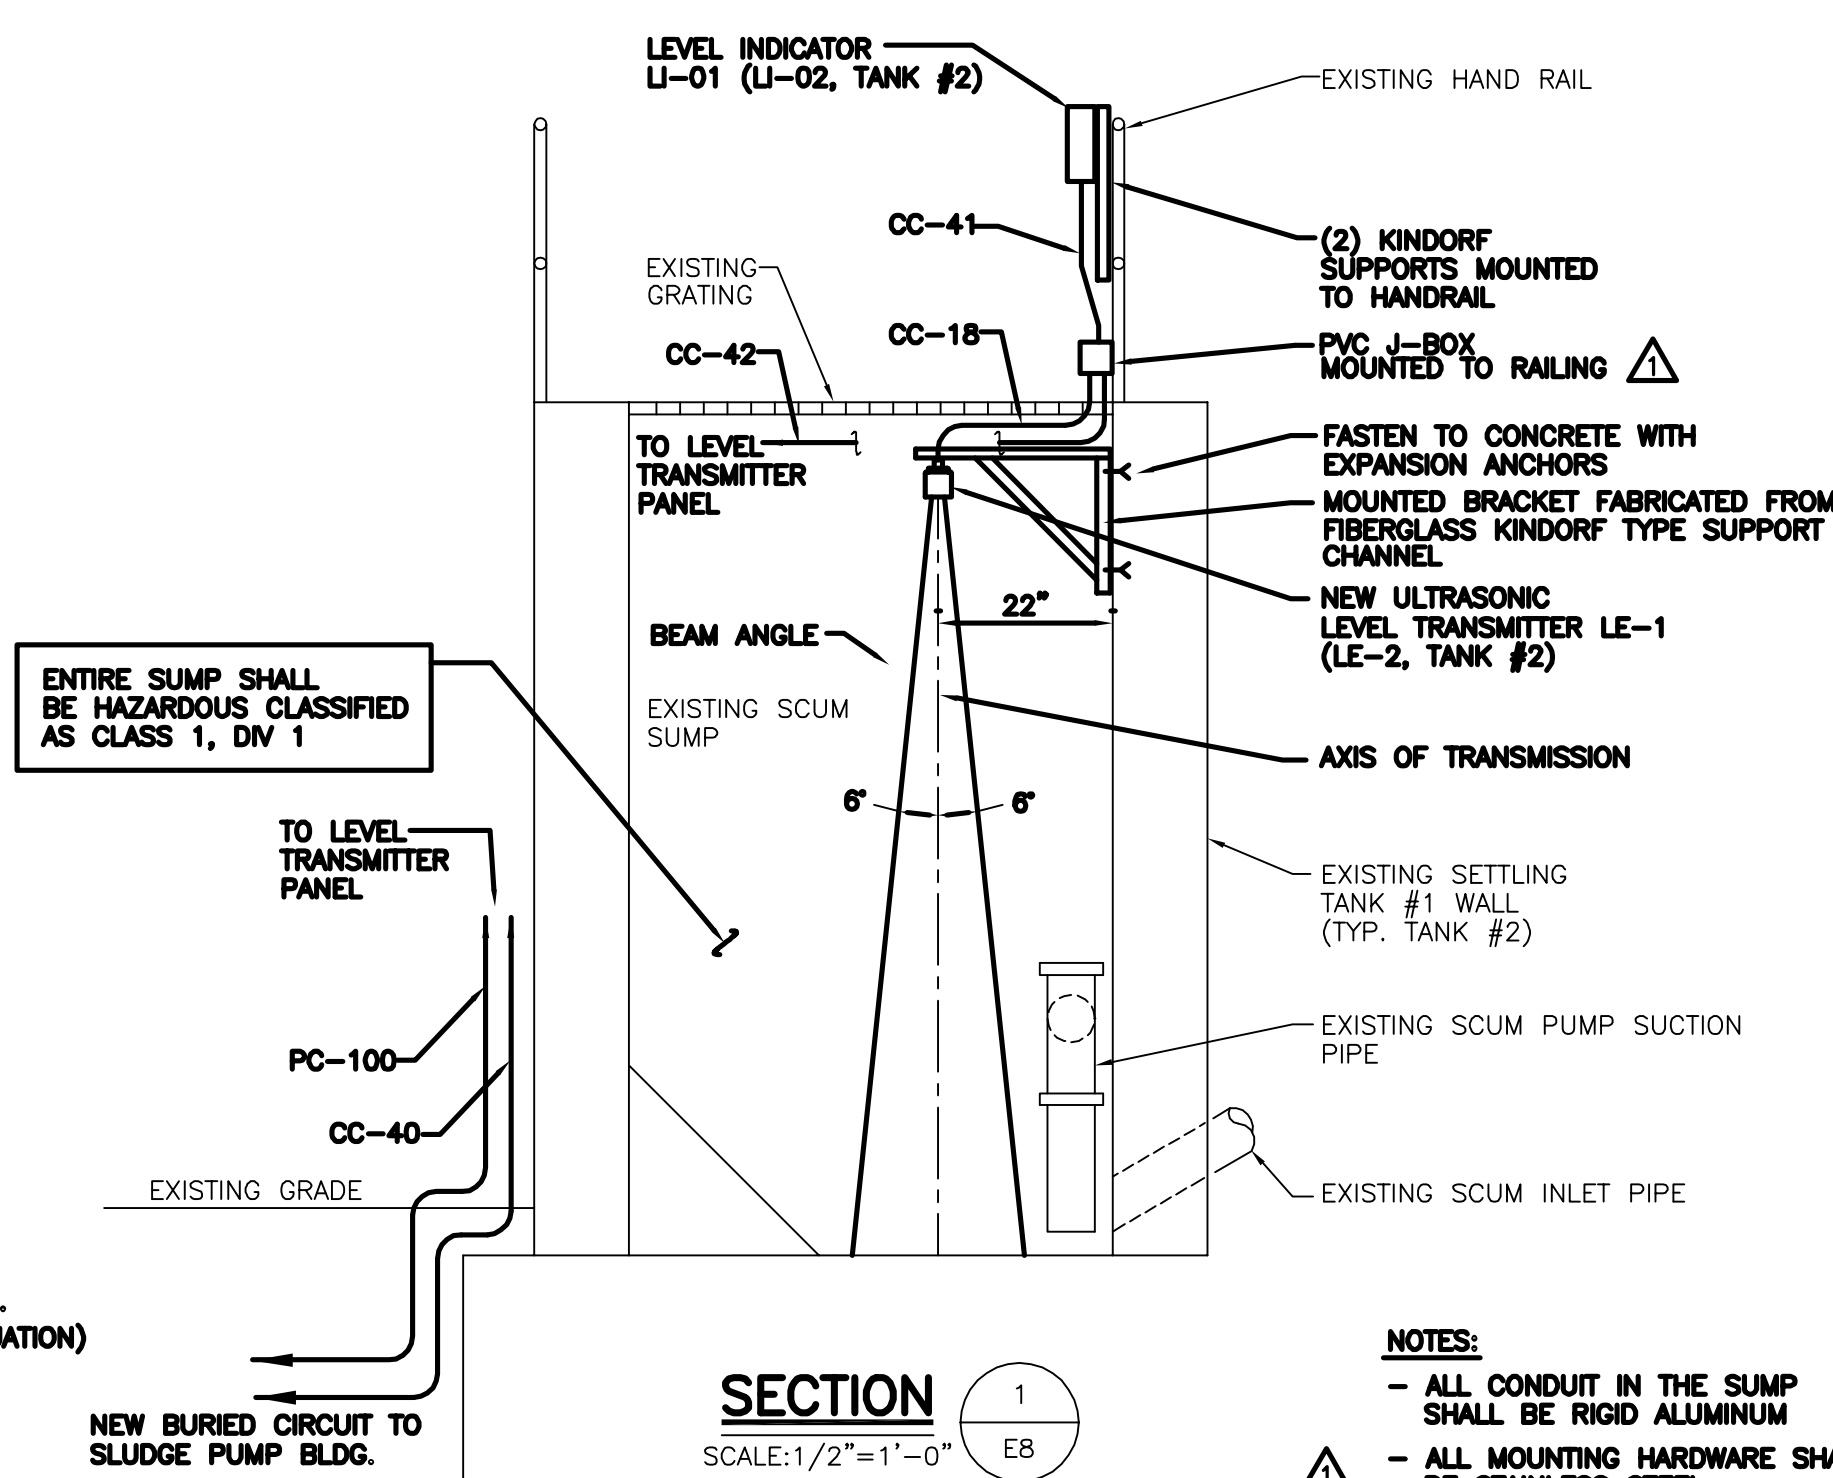 LEVEL INDICATOR
LI-01 (LI-02, TANK #2)
EXISTING HAND RAIL
CC-41
(2) KINDORF
SUPPORTS MOUNTED
TO HANDRAIL
EXISTING
GRATING
CC-18
CC-42
PVC J-BOX
MOUNTED TO RAILING
1
TO LEVEL
TRANSMITTER
PANEL
FASTEN TO CONCRETE WITH
EXPANSION ANCHORS
MOUNTED BRACKET FABRICATED FROM
FIBERGLASS KINDORF TYPE SUPPORT
CHANNEL
22"
NEW ULTRASONIC
LEVEL TRANSMITTER LE-1
(LE-2, TANK #2)
BEAM ANGLE
ENTIRE SUMP SHALL
BE HAZARDOUS CLASSIFIED
AS CLASS 1, DIV 1
EXISTING SCUM
SUMP
AXIS OF TRANSMISSION
6° 6°
TO LEVEL
TRANSMITTER
PANEL
EXISTING SETTLING
TANK #1 WALL
(TYP. TANK #2)
PC-100
EXISTING SCUM PUMP SUCTION
PIPE
CC-40
EXISTING GRADE
EXISTING SCUM INLET PIPE
NEW BURIED CIRCUIT TO
SLUDGE PUMP BLDG.
SECTION
SCALE:1/2"=1'-0"
1
E8
NOTES:
- ALL CONDUIT IN THE SUMP
SHALL BE RIGID ALUMINUM
1
- ALL MOUNTING HARDWARE